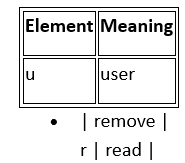 Element Meaning
u user
• | remove |
r | read |